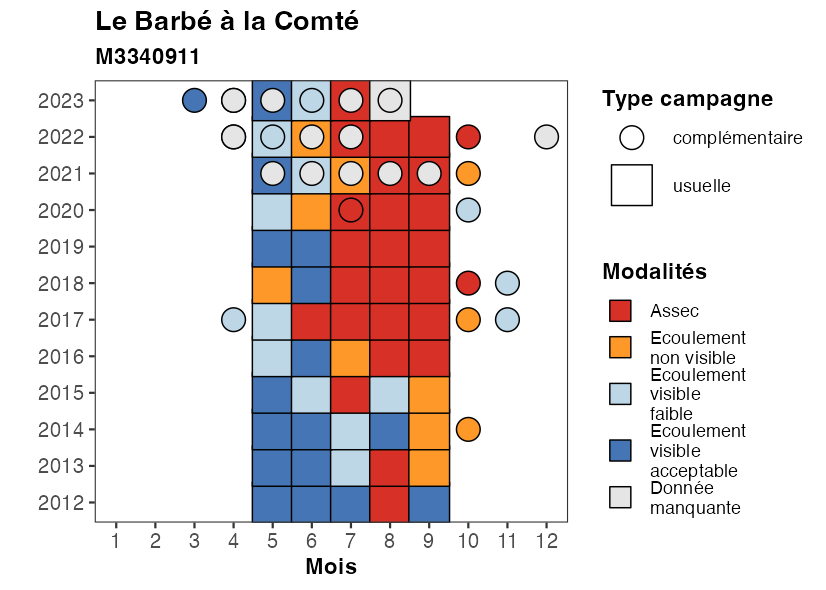 Le Barbé à la Comté
M3340911
2023
2022
2021
2020
2019
2018
2017
2016
2015
2014
2013
2012
1 2 3 4 5 6 7 8 9 10 11 12
Mois
Type campagne
complémentaire
usuelle
Modalités
Assec
Ecoulement
non visible
Ecoulement
visible
faible
Ecoulement
visible
acceptable
Donnée
manquante